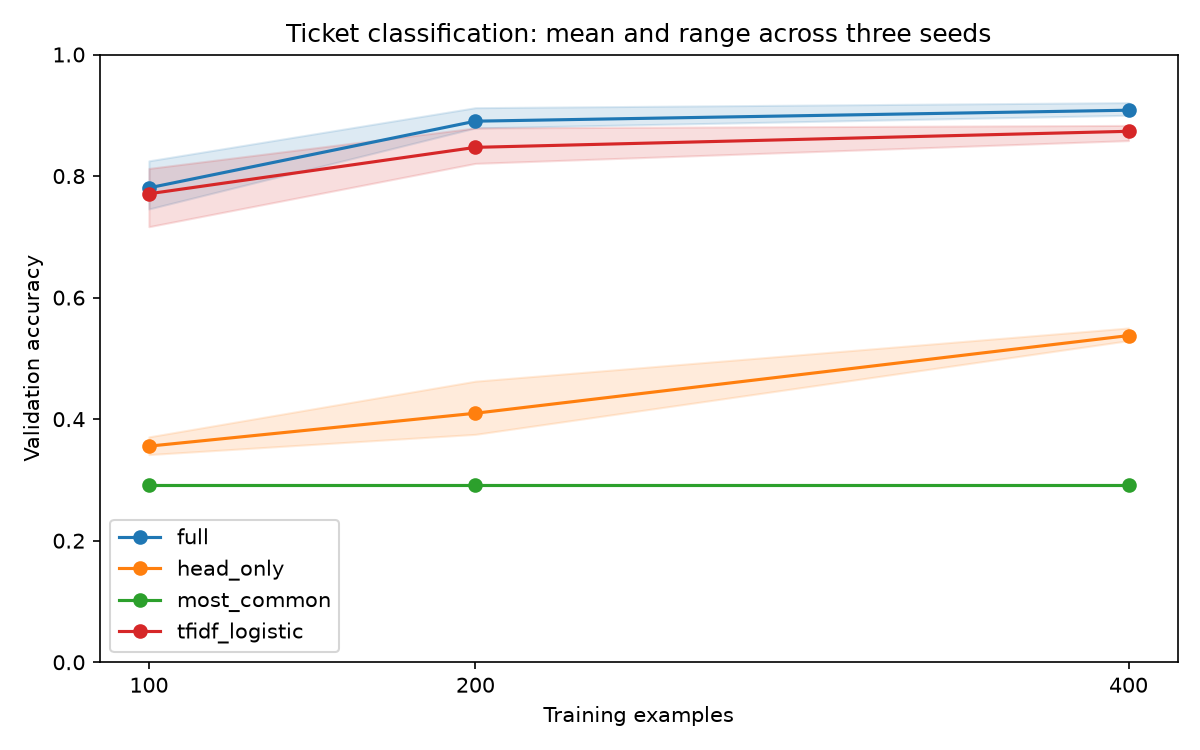 Ticket classification: mean and range across three seeds
1.0
0.8
0.6
0.4
0.2
0.0
Validation accuracy
full
head_only
most_common
tfidf_logistic
100
200
400
Training examples